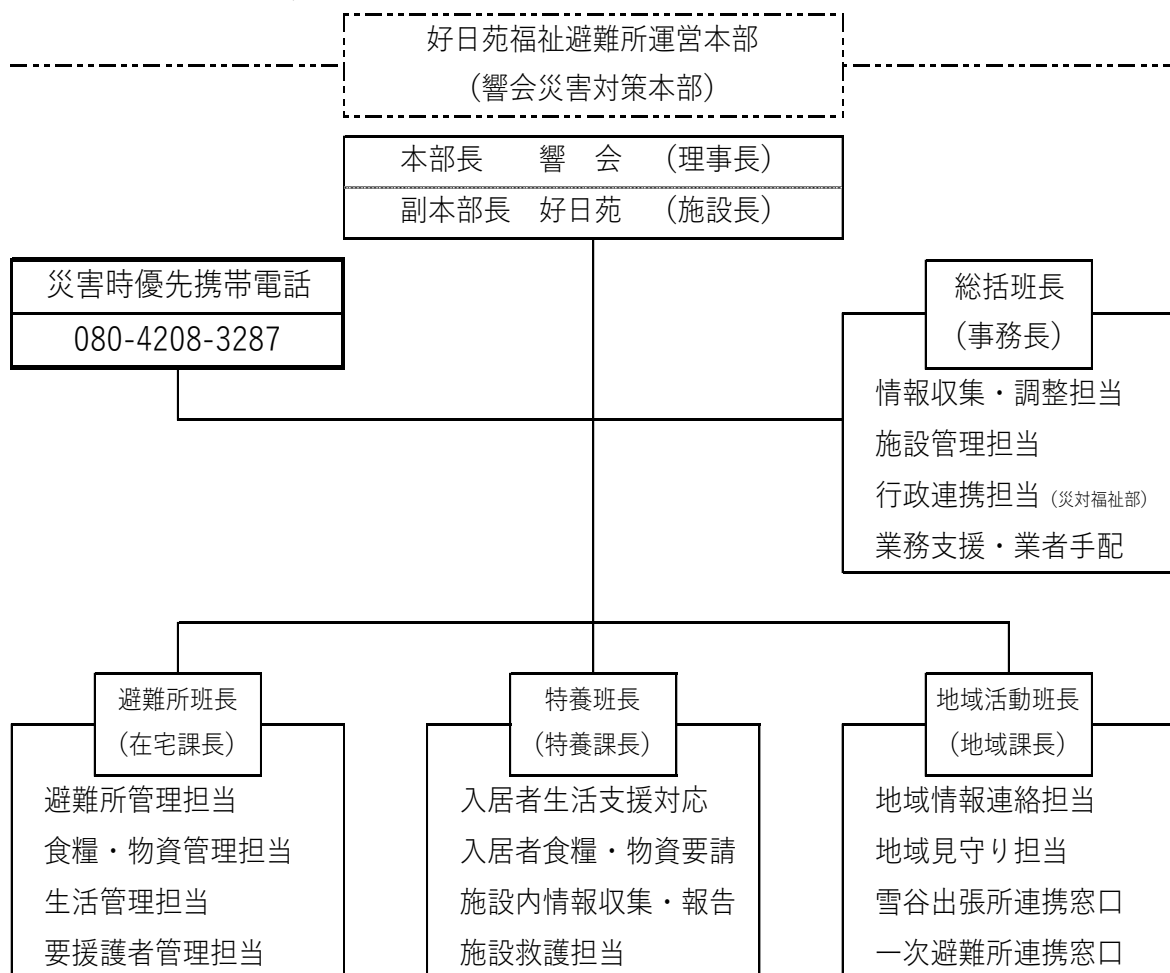 好日苑福祉避難所運営本部
（響会災害対策本部）
本部長　響　会　（理事長）
副本部長　好日苑　（施設長）
災害時優先携帯電話
080-4208-3287
総括班長
（事務長）
情報収集・調整担当
施設管理担当
行政連携担当（災対福祉部）
業務支援・業者手配
避難所班長
（在宅課長）
避難所管理担当
食糧・物資管理担当
生活管理担当
要援護者管理担当
特養班長
（特養課長）
入居者生活支援対応
入居者食糧・物資要請
施設内情報収集・報告
施設救護担当
地域活動班長
（地域課長）
地域情報連絡担当
地域見守り担当
雪谷出張所連携窓口
一次避難所連携窓口